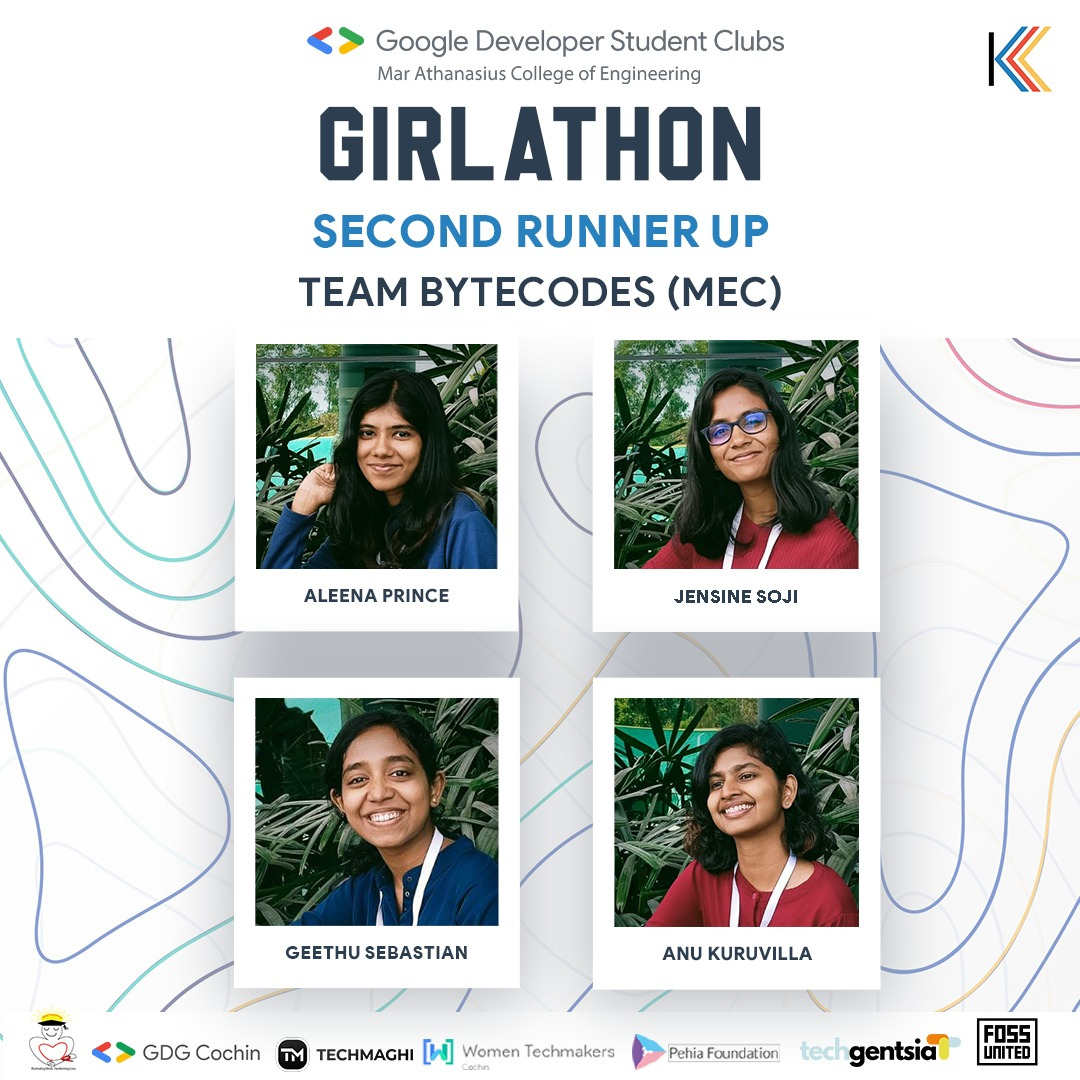 Google Developer Student Clubs
Mar Athanasius College of Engineering
GIRLATHON
SECOND RUNNER UP
TEAM BYTECODES (MEC)
ALEENA PRINCE
JENSINE SOJI
GEETHU SEBASTIAN
ANU KURUVILLA
GDG Cochin
TM TECHMAGHI
Women Techmakers
Cochin
Pehia Foundation
techgentsia
FOSS
UNITED